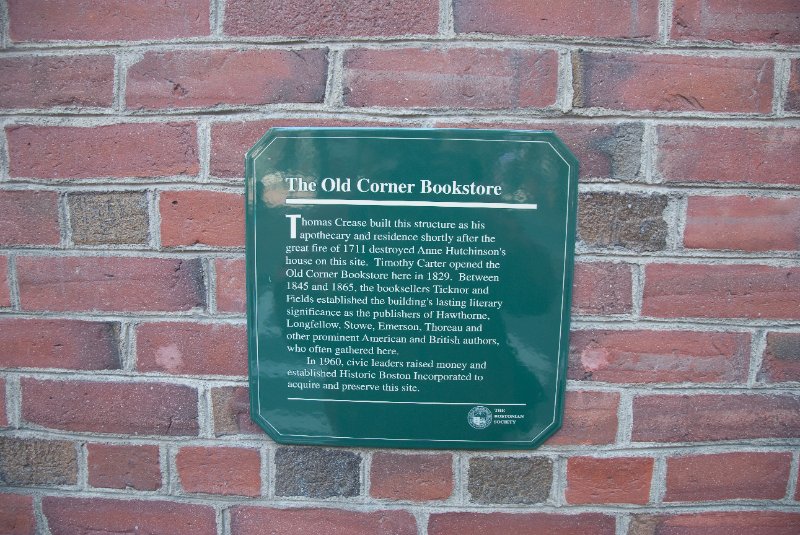 The Old Corner Bookstore
Thomas Crease built this structure as his
apothecary and residence shortly after the
great fire of 1711 destroyed Anne Hutchinson's
house on this site. Timothy Carter opened the
Old Corner Bookstore here in 1829. Between
1845 and 1865, the booksellers Ticknor and
Fields established the building's lasting literary
significance as the publishers of Hawthorne,
Longfellow, Stowe, Emerson, Thoreau and
other prominent American and British authors,
who often gathered here.
In 1960, civic leaders raised money and
established Historic Boston Incorporated to
acquire and preserve this site.
THE
BOSTONIAN
SOCIETY